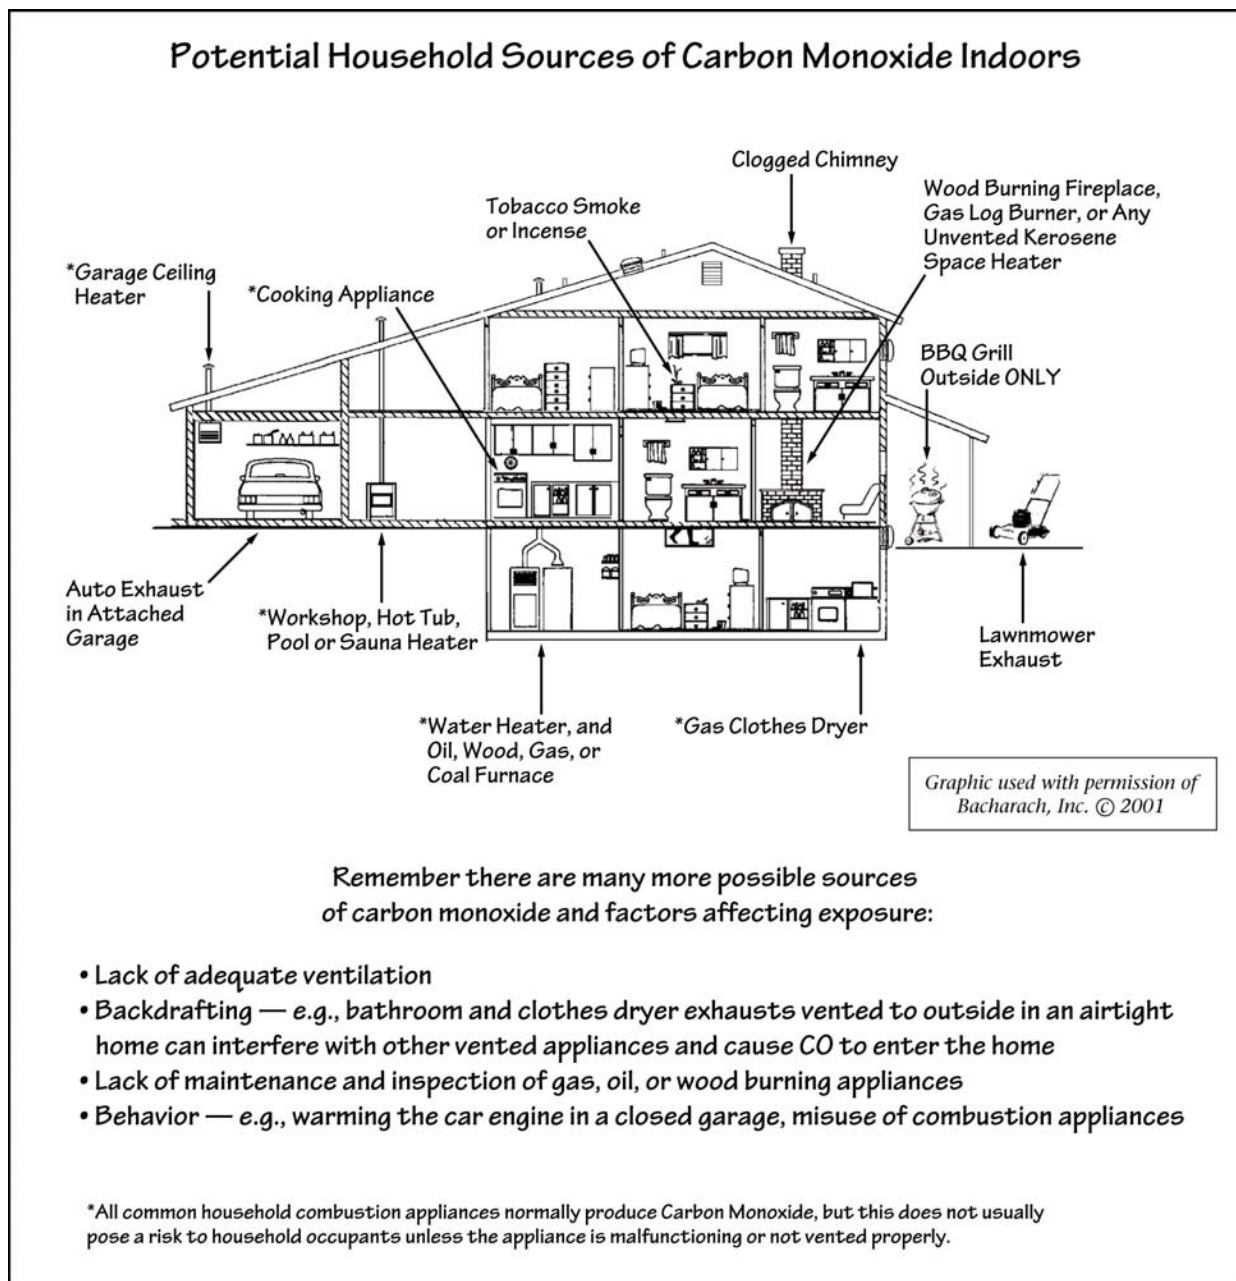 Potential Household Sources of Carbon Monoxide Indoors
Clogged Chimney
Wood Burning Fireplace,
Gas Log Burner, or Any
Unvented Kerosene
Space Heater
Tobacco Smoke
or Incense
*Garage Ceiling
Heater
*Cooking Appliance
BBQ Grill
Outside ONLY
Auto Exhaust
in Attached
Garage
*Workshop, Hot Tub,
Pool or Sauna Heater
Lawnmower
Exhaust
*Water Heater, and
Oil, Wood, Gas, or
Coal Furnace
*Gas Clothes Dryer
Graphic used with permission of
Bacharach, Inc. © 2001
Remember there are many more possible sources
of carbon monoxide and factors affecting exposure:
• Lack of adequate ventilation
• Backdrafting — e.g., bathroom and clothes dryer exhausts vented to outside in an airtight
home can interfere with other vented appliances and cause CO to enter the home
• Lack of maintenance and inspection of gas, oil, or wood burning appliances
• Behavior — e.g., warming the car engine in a closed garage, misuse of combustion appliances
*All common household combustion appliances normally produce Carbon Monoxide, but this does not usually
pose a risk to household occupants unless the appliance is malfunctioning or not vented properly.